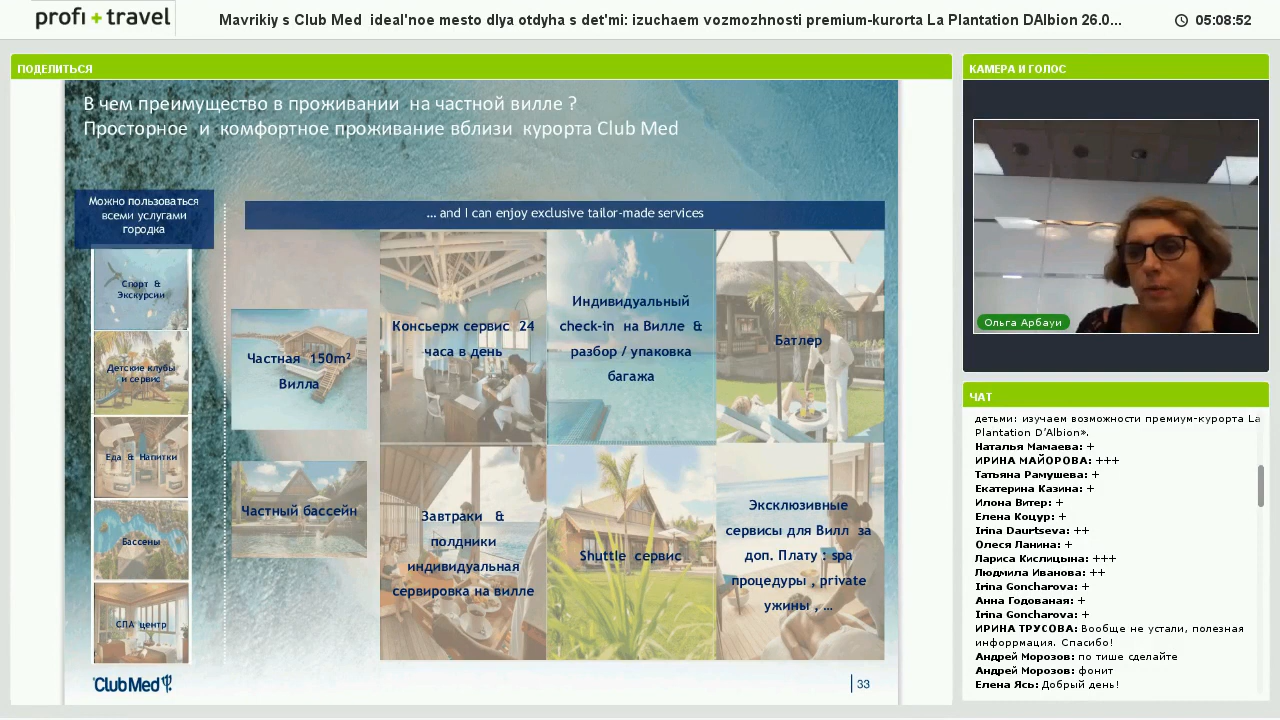 profi + travel
Mavrikiy s Club Med ideal'noe mesto dlya otdyha s det'mi: izuchaem vozmozhnosti premium-kurorta La Plantation DAlbion 26.0...
05:08:52
ПОДЕЛИТЬСЯ
В чем преимущество в проживании на частной вилле ?
Просторное и комфортное проживание вблизи курорта Club Med
Можно пользоваться
всеми услугами
городка
... and I can enjoy exclusive tailor-made services
Спорт &
Экскурсии
Детские клубы
и сервис
Еда & Напитки
Бассены
СПА центр
Частная 150m²
Вилла
Частный бассейн
Консьерж сервис 24
часа в день
Индивидуальный
check-in на Вилле &
разбор / упаковка
багажа
Батлер
Завтраки &
полдники
индивидуальная
сервировка на вилле
Shuttle сервис
Эксклюзивные
сервисы для Вилл за
доп. Плату : spa
процедуры , private
ужины , ...
Club Med
33
КАМЕРА И ГОЛОС
Ольга Арбауи
ЧАТ
детьми: изучаем возможности премиум-курорта La
Plantation D'Albion».
Наталья Мамаева: +
ИРИНА МАЙОРОВА: +++
Татьяна Рамушева: +
Екатерина Казина: +
Илона Витер: +
Елена Коцур: +
Irina Daurtseva: ++
Олеся Ланина: +
Лариса Кислицына: +++
Людмила Иванова: ++
Irina Goncharova: +
Анна Годованая: +
Irina Goncharova: +
ИРИНА ТРУСОВА: Вообще не устали, полезная
инфоррмация. Спасибо!
Андрей Морозов: по тише сделайте
Андрей Морозов: фонит
Елена Ясь: Добрый день!